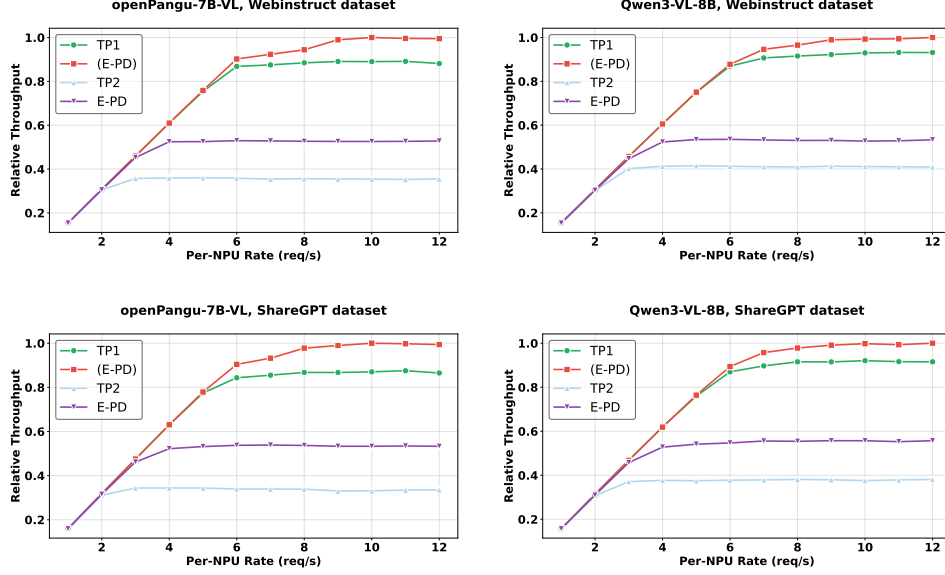 openPangu-7B-VL, Webinstruct dataset
Relative Throughput
1.0
0.8
0.6
0.4
0.2
TP1
(E-PD)
TP2
E-PD
2 4 6 8 10 12
Per-NPU Rate (req/s)
Qwen3-VL-8B, Webinstruct dataset
Relative Throughput
1.0
0.8
0.6
0.4
0.2
TP1
(E-PD)
TP2
E-PD
2 4 6 8 10 12
Per-NPU Rate (req/s)
openPangu-7B-VL, ShareGPT dataset
Relative Throughput
1.0
0.8
0.6
0.4
0.2
TP1
(E-PD)
TP2
E-PD
2 4 6 8 10 12
Per-NPU Rate (req/s)
Qwen3-VL-8B, ShareGPT dataset
Relative Throughput
1.0
0.8
0.6
0.4
0.2
TP1
(E-PD)
TP2
E-PD
2 4 6 8 10 12
Per-NPU Rate (req/s)